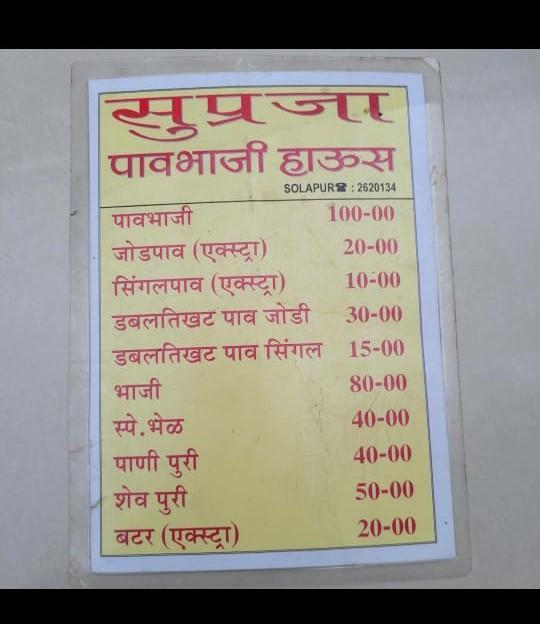 सुप्रजा
पावभाजी हाऊस
SOLAPUR☎ : 2620134
पावभाजी 100-00
जोडपाव (एक्स्ट्रा) 20-00
सिंगलपाव (एक्स्ट्रा) 10-00
डबलतिखट पाव जोडी 30-00
डबलतिखट पाव सिंगल 15-00
भाजी 80-00
स्पे.भेळ 40-00
पाणी पुरी 40-00
शेव पुरी 50-00
बटर (एक्स्ट्रा) 20-00